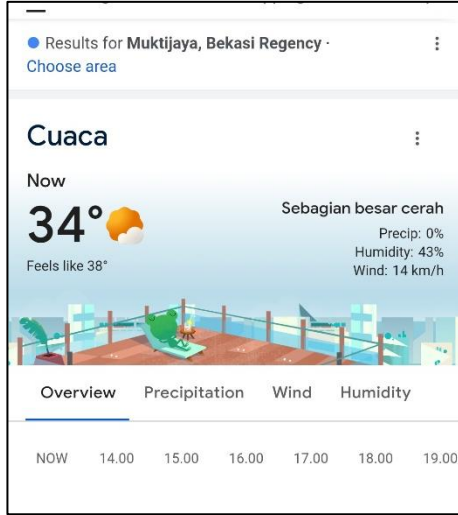 Results for Muktijaya, Bekasi Regency ·
Choose area
Cuaca
Now
34°
Feels like 38°
Sebagian besar cerah
Precip: 0%
Humidity: 43%
Wind: 14 km/h
Overview Precipitation Wind Humidity
NOW 14.00 15.00 16.00 17.00 18.00 19.00